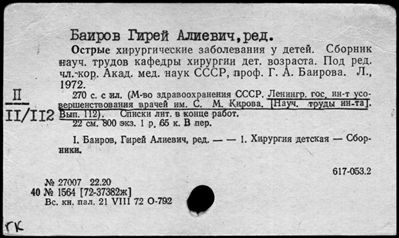 Баиров Гирей Алиевич, ред.
Острые хирургические заболевания у детей. Сборник
науч. трудов кафедры хирургии дет. возраста. Под ред.
чл.-кор. Акад. мед. наук СССР, проф. Г. А. Баирова. Л.,
1972.
270 с. с ил. (М-во здравоохранения СССР. Ленингр. гос. ин-т усо-
вершенствования врачей им. С. М. Кирова. [Науч. труды ин-та].
Вып. 112). Списки лит. в конце работ.
22 см. 800 экз. 1 р. 65 к. В пер.
II
II/112
I. Баиров, Гирей Алиевич, ред. — — 1. Хирургия детская — Сбор-
ники.
617-053.2
№ 27007 22.20
40 № 1564 [72-37382ж]
Вс. кн. пал. 21 VIII 72 О-792
ГК